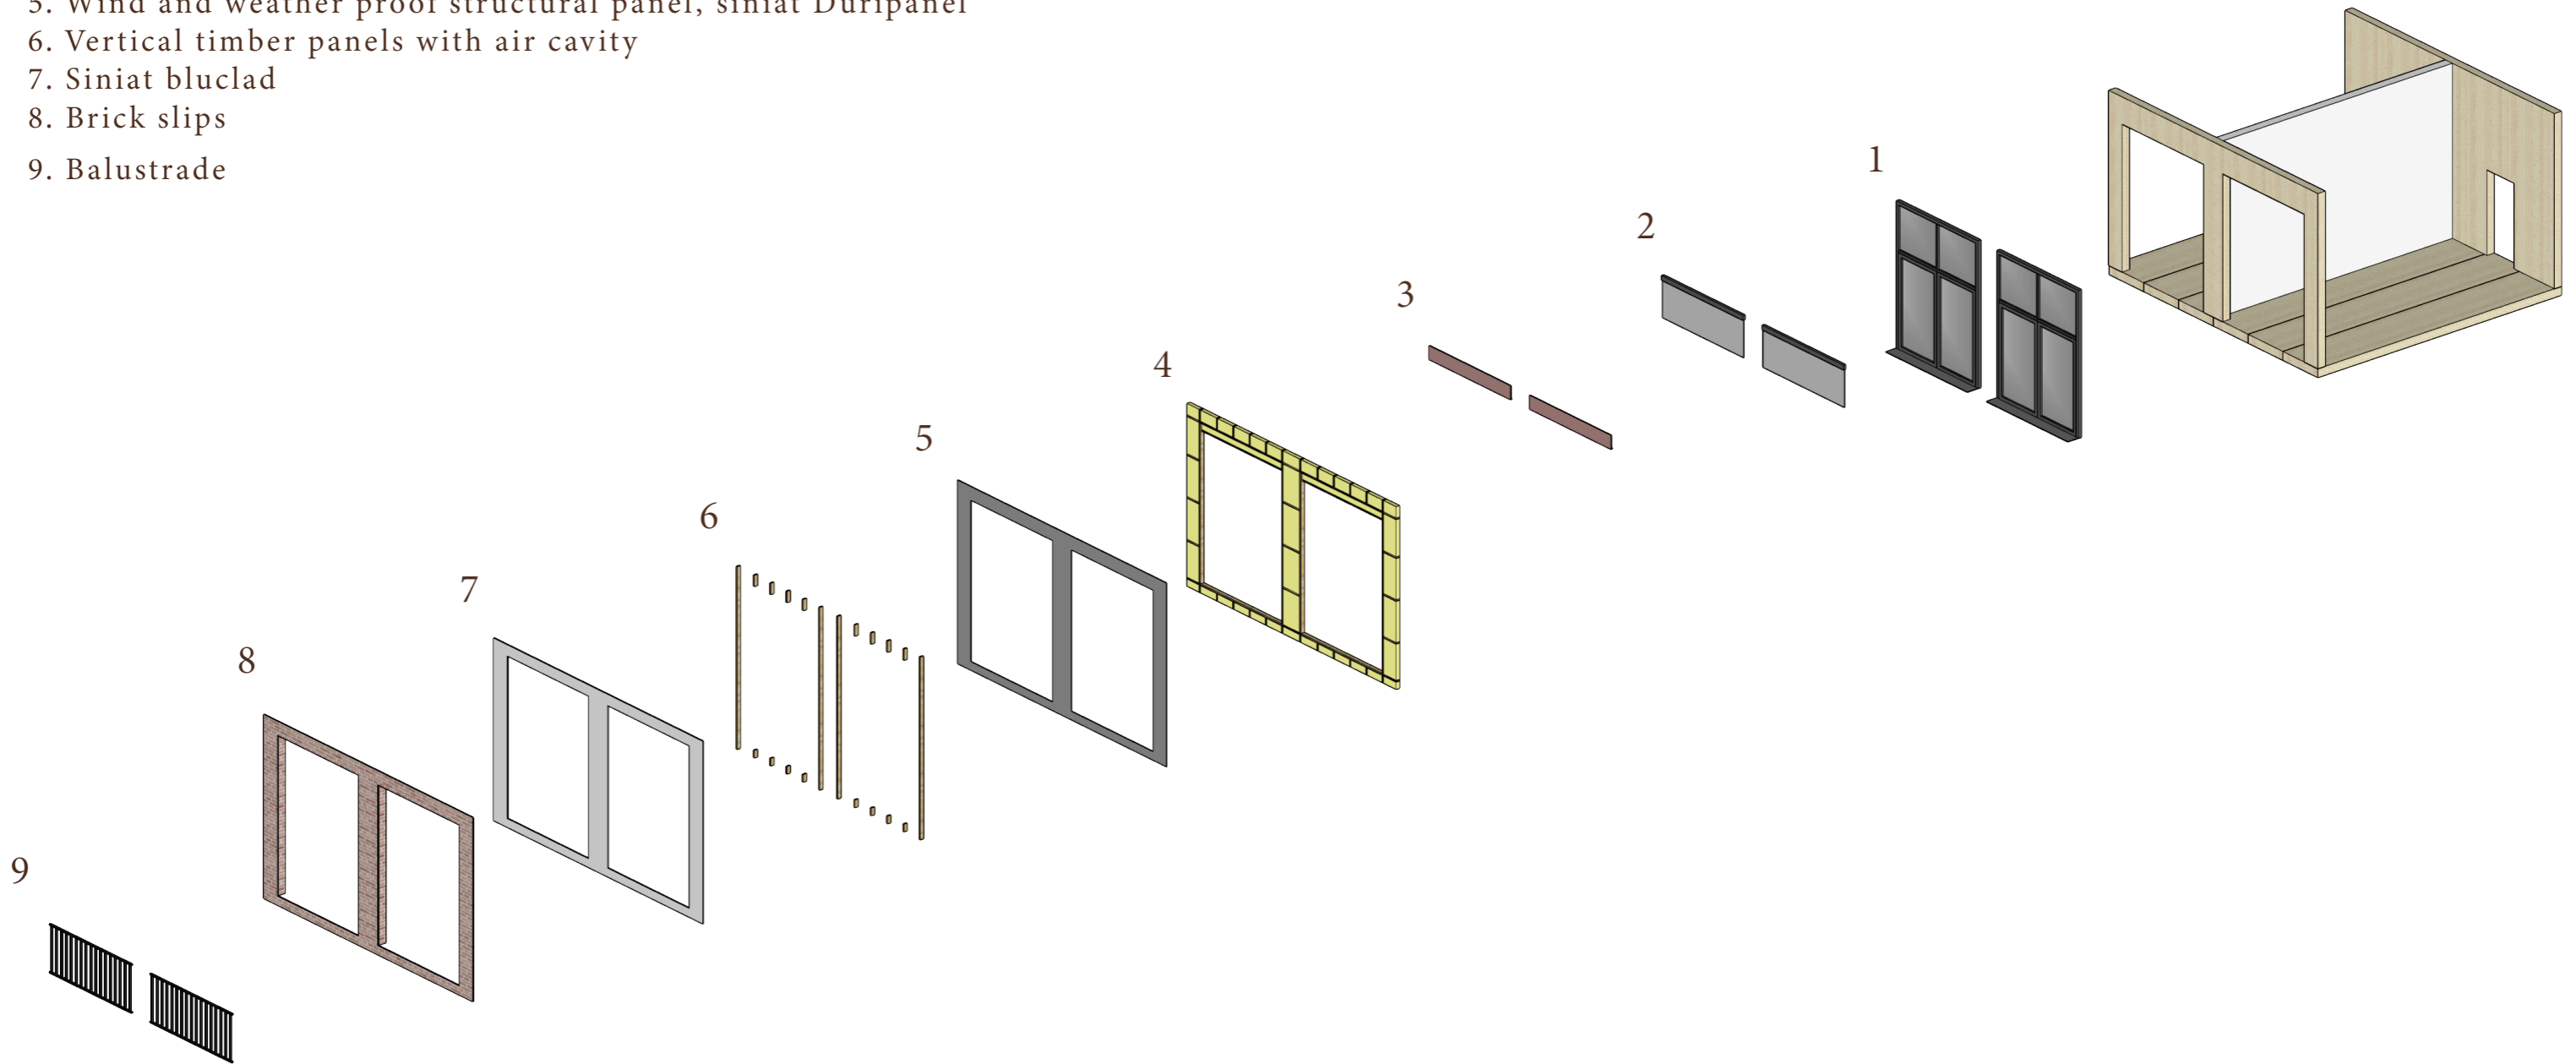 5. Wind and weather proof structural panel, siniat Duripanel
6. Vertical timber panels with air cavity
7. Siniat bluclad
8. Brick slips
9. Balustrade
1
2
3
4
5
6
7
8
9